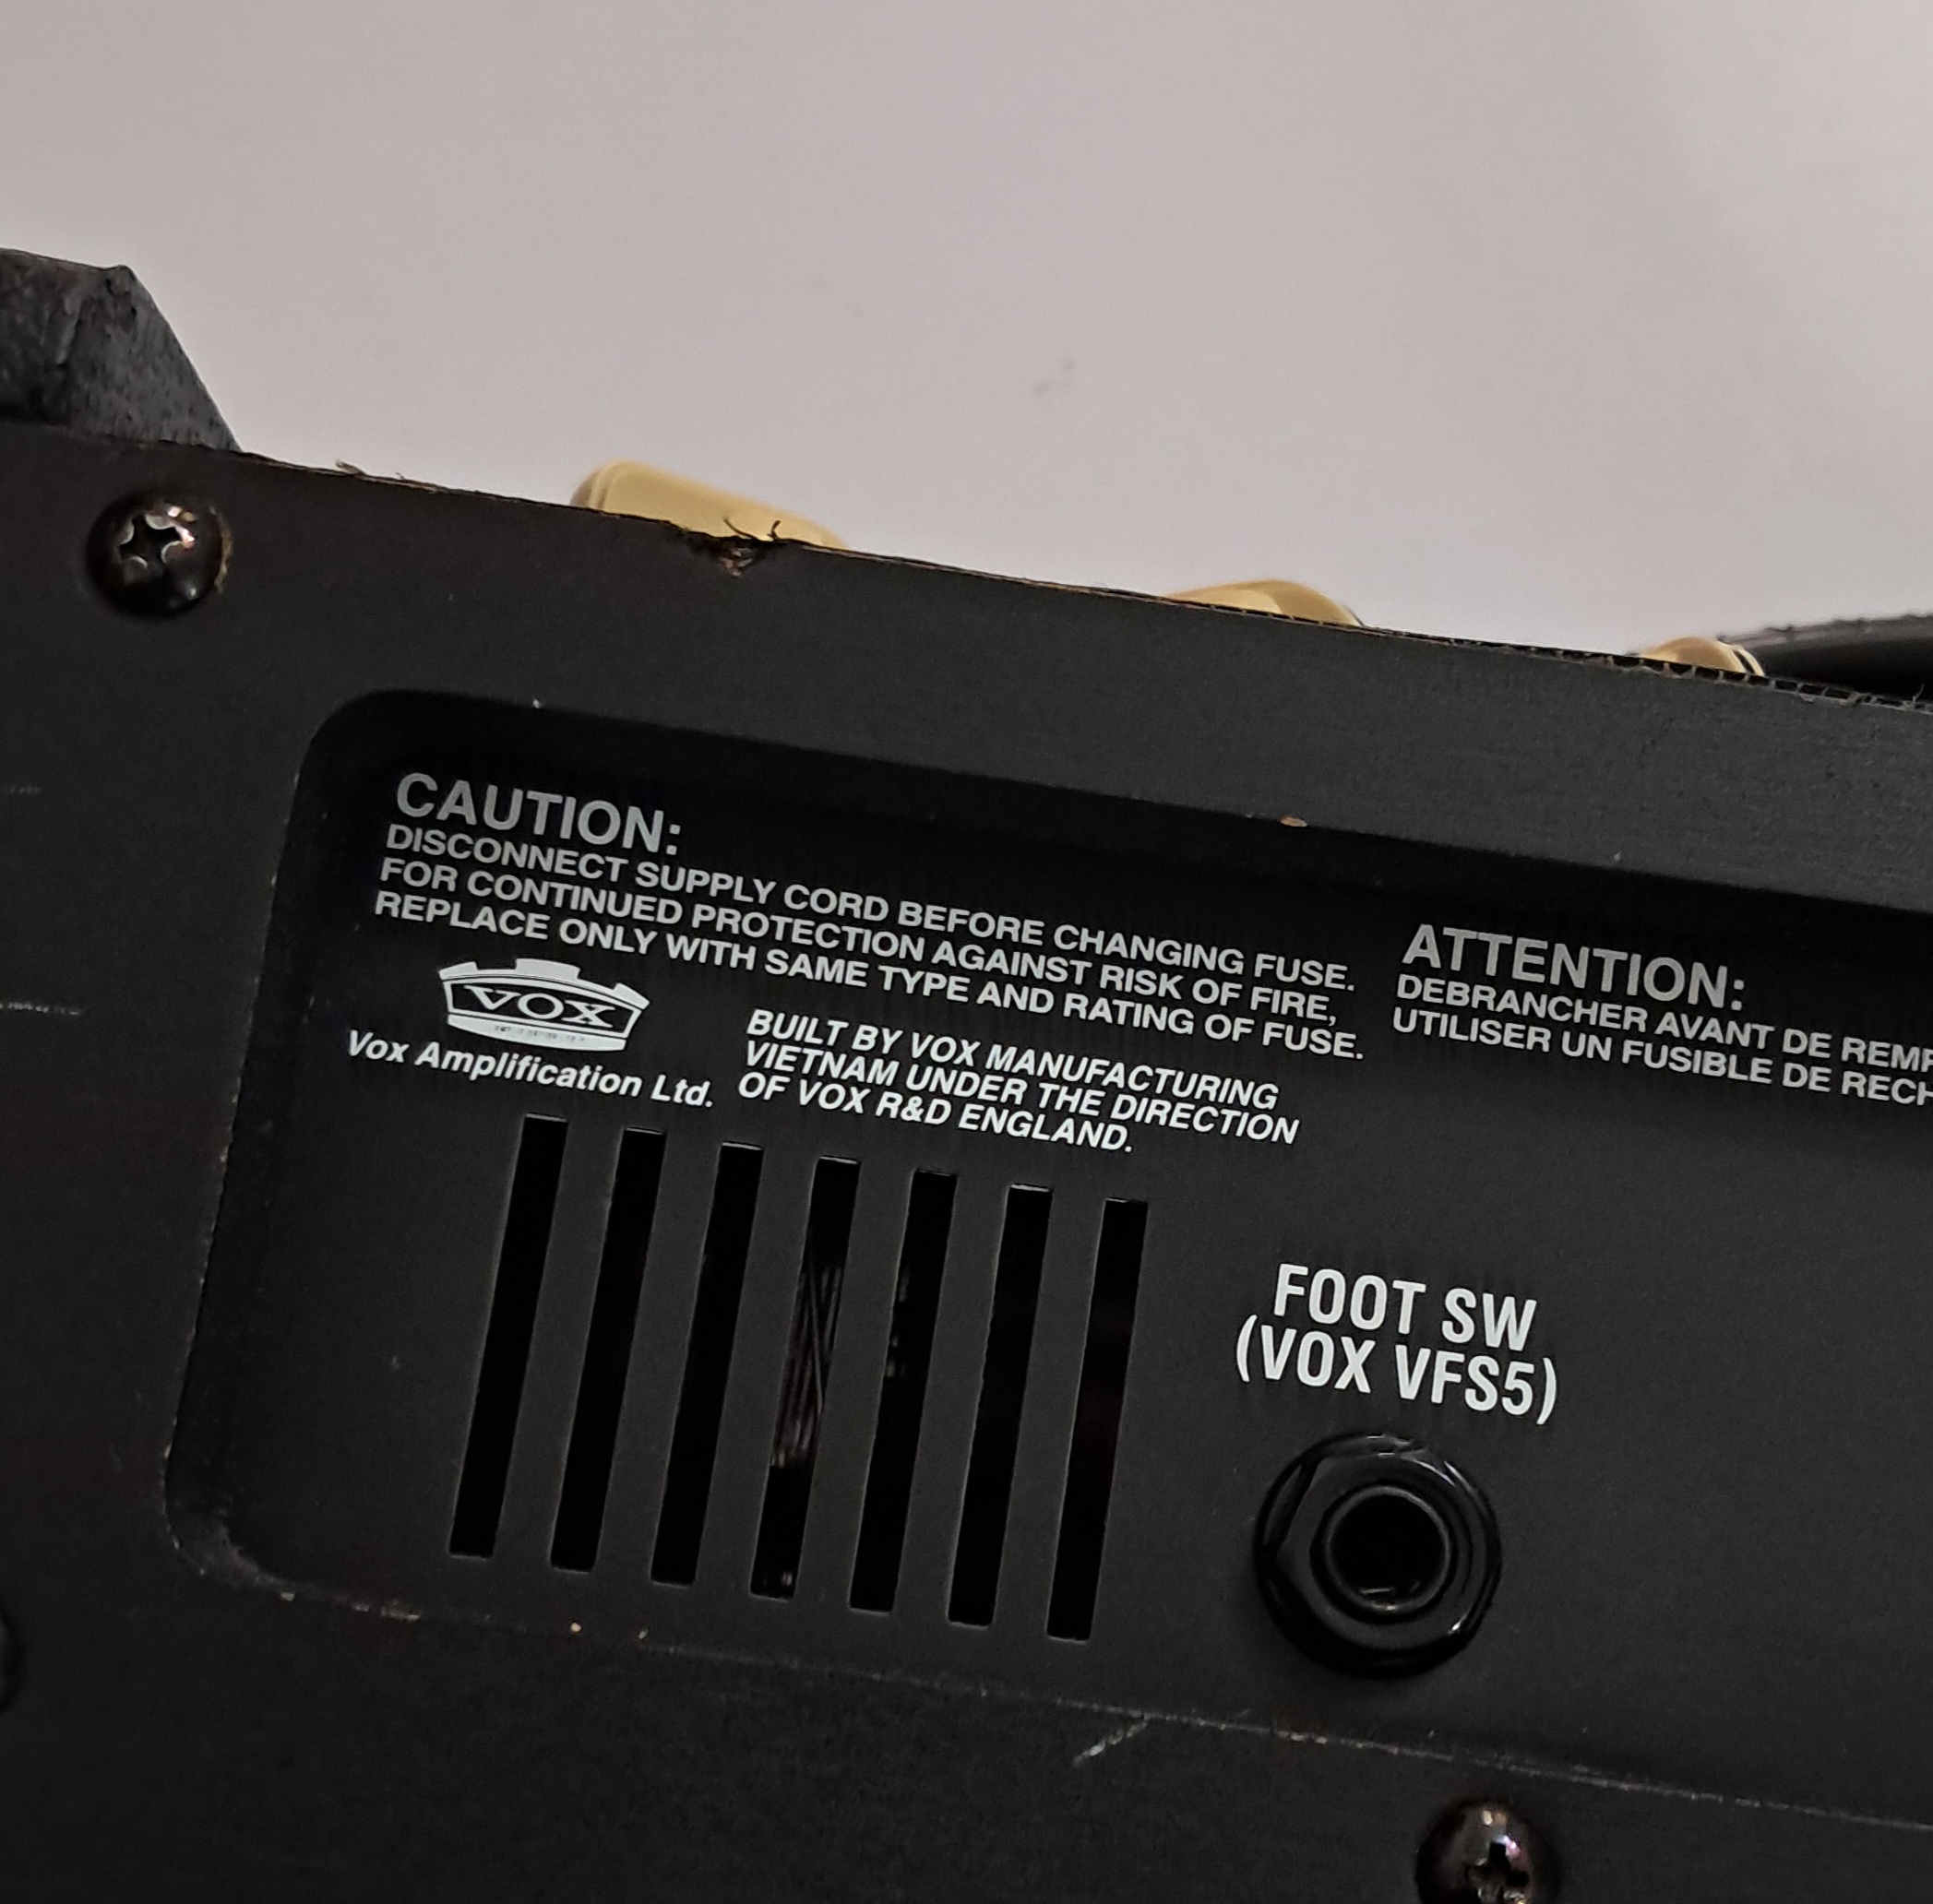 CAUTION:
DISCONNECT SUPPLY CORD BEFORE CHANGING FUSE.
FOR CONTINUED PROTECTION AGAINST RISK OF FIRE,
REPLACE ONLY WITH SAME TYPE AND RATING OF FUSE.
ATTENTION:
DEBRANCHER AVANT DE REMP
UTILISER UN FUSIBLE DE RECH
VOX
Vox Amplification Ltd.
BUILT BY VOX MANUFACTURING
VIETNAM UNDER THE DIRECTION
OF VOX R&D ENGLAND.
FOOT SW
(VOX VFS5)